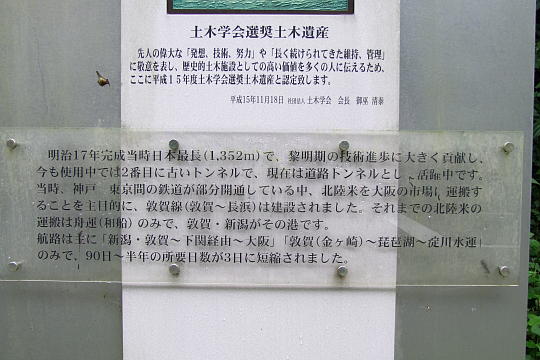 土木学会選奨土木遺産
先人の偉大な「発想、技術、努力」や「長く続けられてきた維持、管理」
に敬意を表し、歴史的土木施設としての高い価値を多くの人に伝えるため、
ここに平成15年度土木学会選奨土木遺産と認定致します。
平成15年11月18日 社団法人 土木学会 会長 御巫 清泰
明治17年完成当時日本最長(1,352m)で、黎明期の技術進歩に大きく貢献し、
今も使用中では2番目に古いトンネルで、現在は道路トンネルとし 活躍中です。
当時、神戸 東京間の鉄道が部分開通している中、北陸米を大阪の市場 運搬す
ることを主目的に、敦賀線(敦賀~長浜)は建設されました。それまでの北陸米の
運搬は舟運(和船)のみで、敦賀・新潟がその港です。
航路は主に「新潟・敦賀~下関経由~大阪」「敦賀(金ヶ崎)~琵琶湖~淀川水運」
のみで、90日~半年の所要日数が3日に短縮されました。